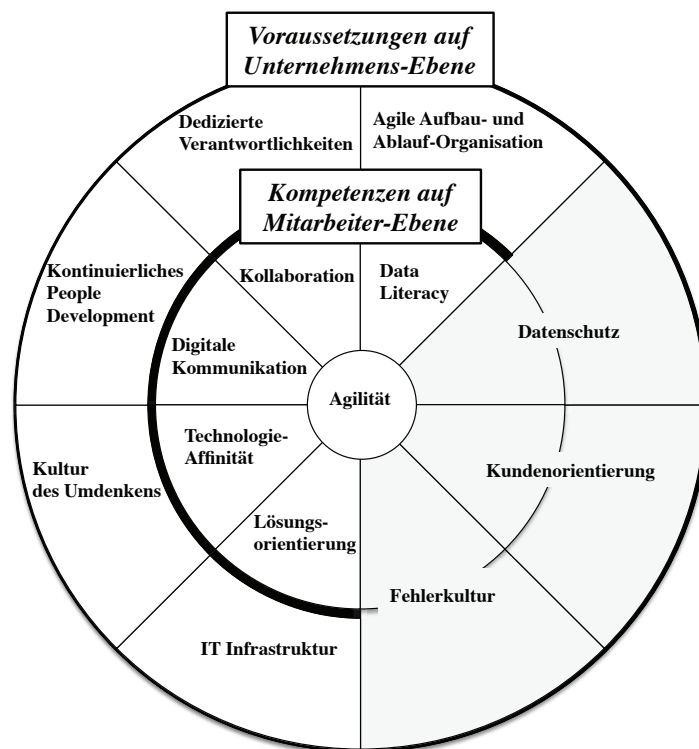 Voraussetzungen auf
Unternehmens-Ebene
Dedizierte
Verantwortlichkeiten
Agile Aufbau- und
Ablauf-Organisation
Kompetenzen auf
Mitarbeiter-Ebene
Kontinuierliches
People
Development
Kollaboration
Data
Literacy
Digitale
Kommunikation
Datenschutz
Agilität
Technologie-
Affinität
Kultur
des Umdenkens
Kundenorientierung
Lösungs-
orientierung
Fehlerkultur
IT Infrastruktur